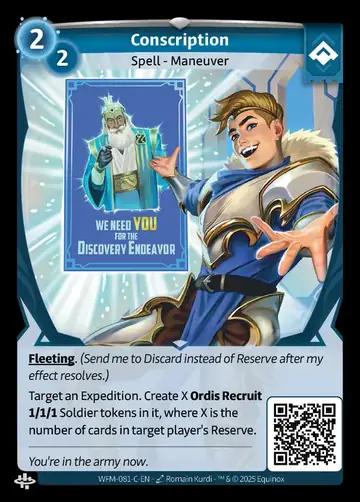 2
2
Conscription
Spell - Maneuver
WE NEED YOU
FOR THE
DISCOVERY ENDEAVOR
Fleeting. (Send me to Discard instead of Reserve after my
effect resolves.)
Target an Expedition. Create X Ordis Recruit
1/1/1 Soldier tokens in it, where X is the
number of cards in target player's Reserve.
You're in the army now.
WFM-081-C-EN - Romain Kurdi - ™ & © 2025 Equinox